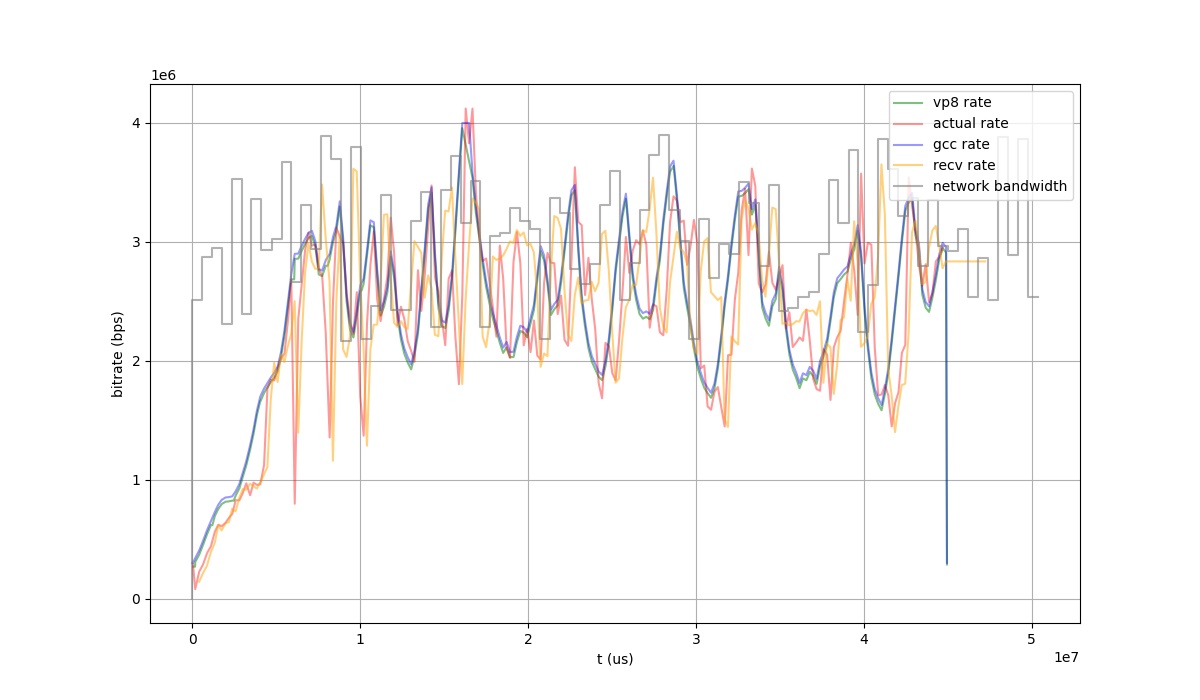 1e6
4
3
2
1
0
bitrate (bps)
vp8 rate
actual rate
gcc rate
recv rate
network bandwidth
0 1 2 3 4 5
t (us)
1e7